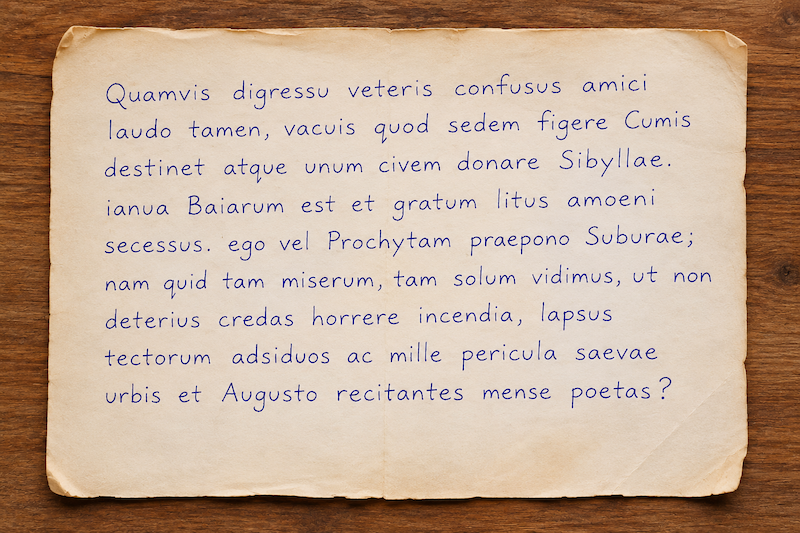 Quamvis digressu veteris confusus amici
laudo tamen, vacuis quod sedem figere Cumis
destinet atque unum civem donare Sibyllae.
ianua Baiarum est et gratum litus amoeni
secessus. ego vel Prochytam praepono Suburae;
nam quid tam miserum, tam solum vidimus, ut non
deterius credas horrere incendia, lapsus
tectorum adsiduos ac mille pericula saevae
urbis et Augusto recitantes mense poetas?